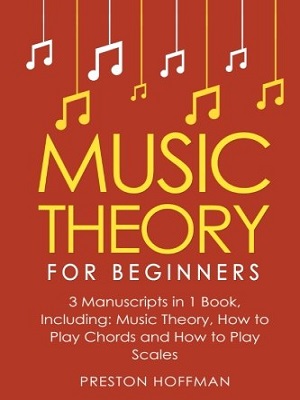 MUSIC
THEORY
FOR BEGINNERS
3 Manuscripts in 1 Book,
Including: Music Theory, How to
Play Chords and How to Play
Scales
PRESTON HOFFMAN